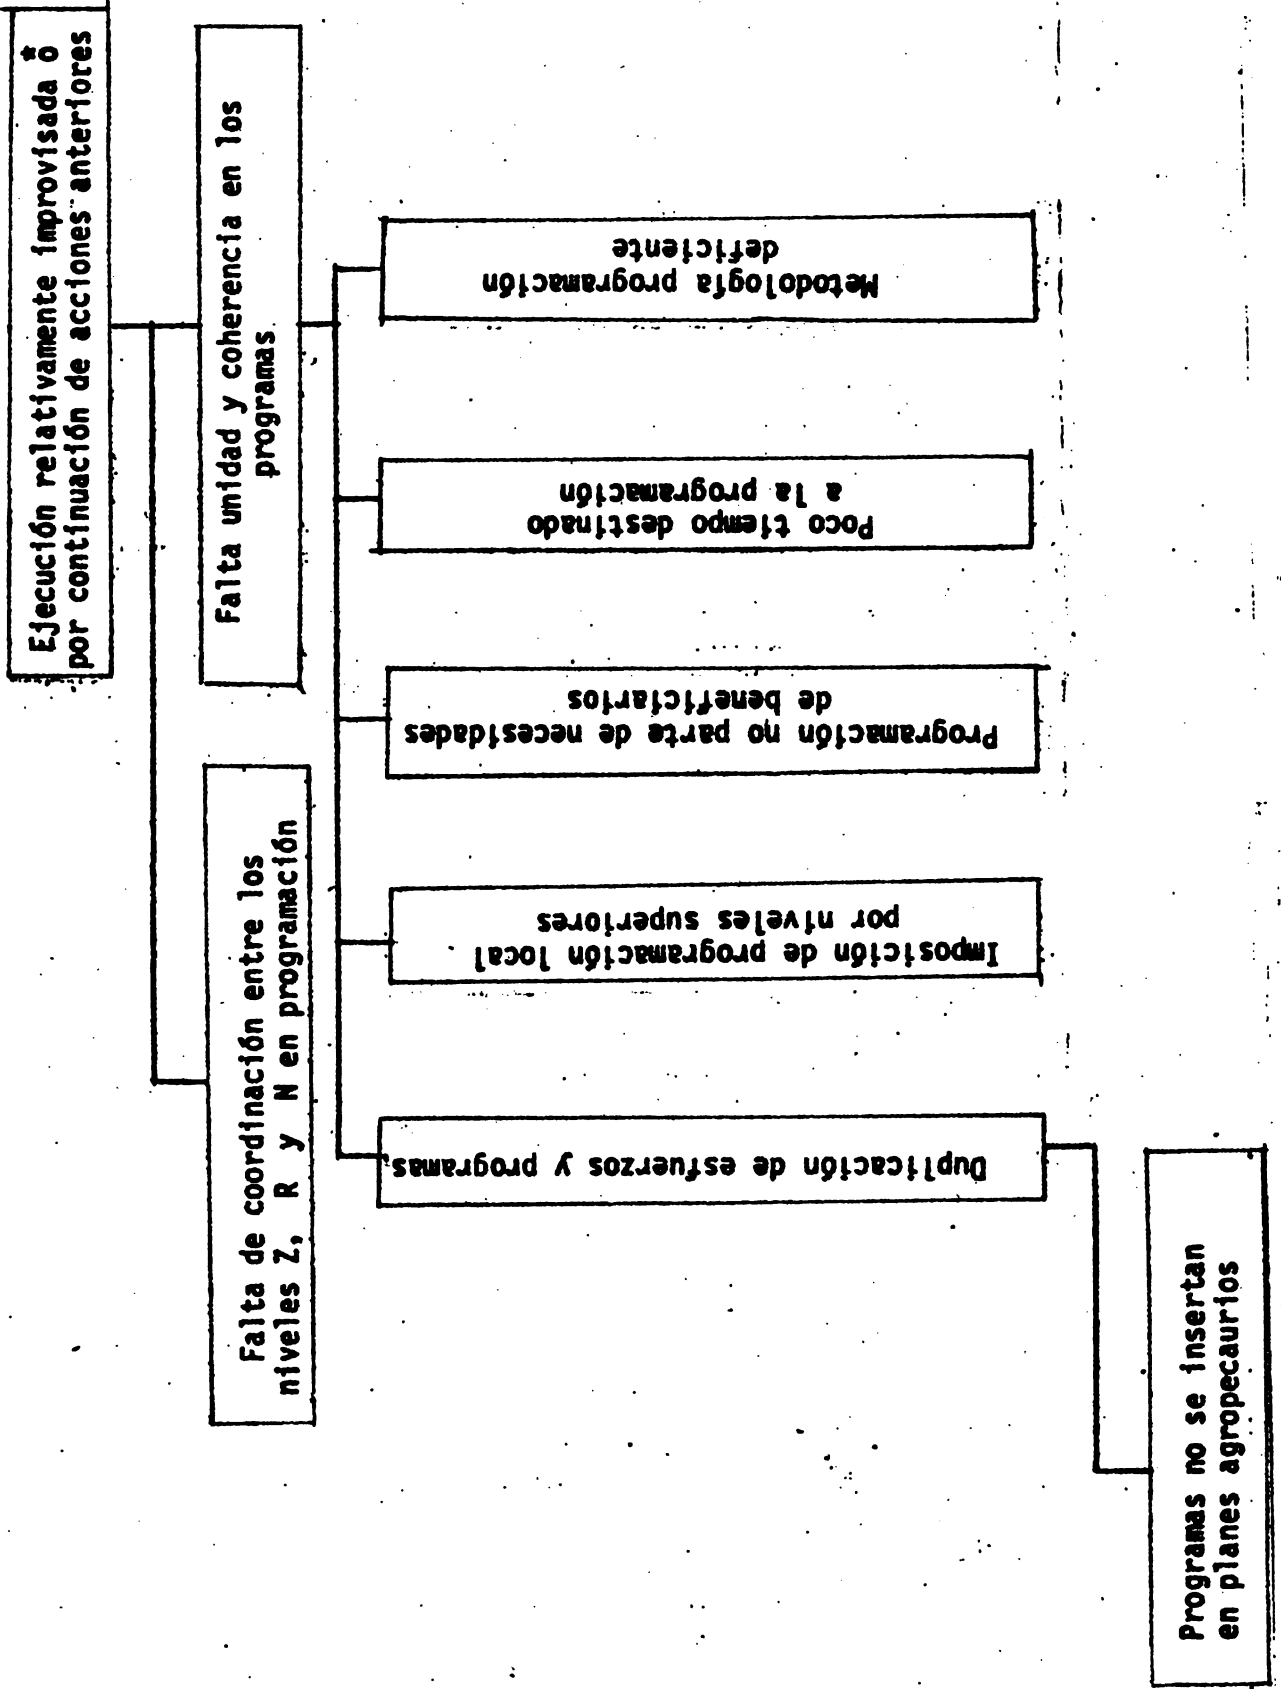 Ejecución relativamente improvisada ó*
por continuación de acciones anteriores
Falta de coordinación entre los
niveles Z, R y N en programación
Falta unidad y coherencia en los
programas
Duplicación de esfuerzos y programas
Imposición de programación local
por niveles superiores
Programación no parte de necesidades
de beneficiarios
Poco tiempo destinado
a la programación
Metodología programación
deficiente
Programas no se insertan
en planes agropecaurios